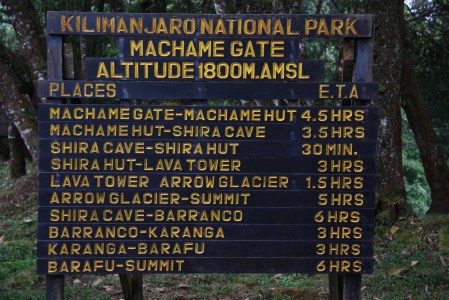 KILIMANJARO NATIONAL PARK
MACHAME GATE
ALTITUDE 1800M.AMSL
PLACES E.T.A
MACHAME GATE-MACHAME HUT 4.5 HRS
MACHAME HUT-SHIRA CAVE 3.5 HRS
SHIRA CAVE-SHIRA HUT 30 MIN.
SHIRA HUT-LAVA TOWER 3 HRS
LAVA TOWER ARROW GLACIER 1.5 HRS
ARROW GLACIER-SUMMIT 5 HRS
SHIRA CAVE-BARRANCO 6 HRS
BARRANCO-KARANGA 3 HRS
KARANGA-BARAFU 3 HRS
BARAFU-SUMMIT 6 HRS